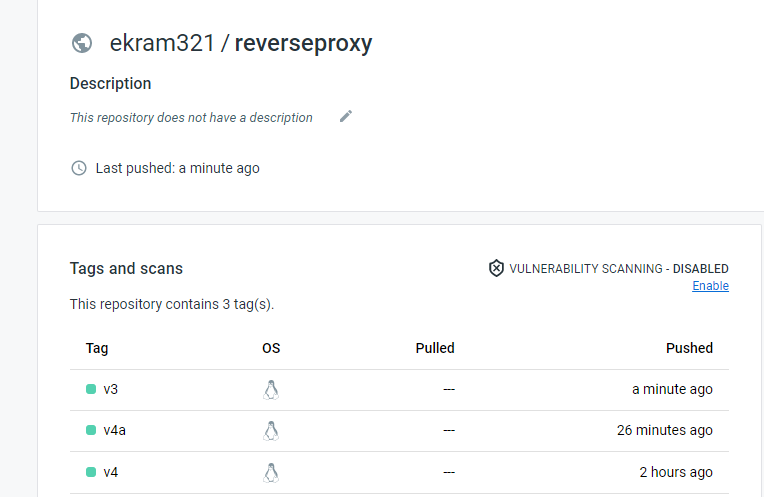 ekram321 / reverseproxy
Description
This repository does not have a description
Last pushed: a minute ago
Tags and scans
VULNERABILITY SCANNING - DISABLED
Enable
This repository contains 3 tag(s).
Tag OS Pulled Pushed
v3 --- a minute ago
v4a --- 26 minutes ago
v4 --- 2 hours ago